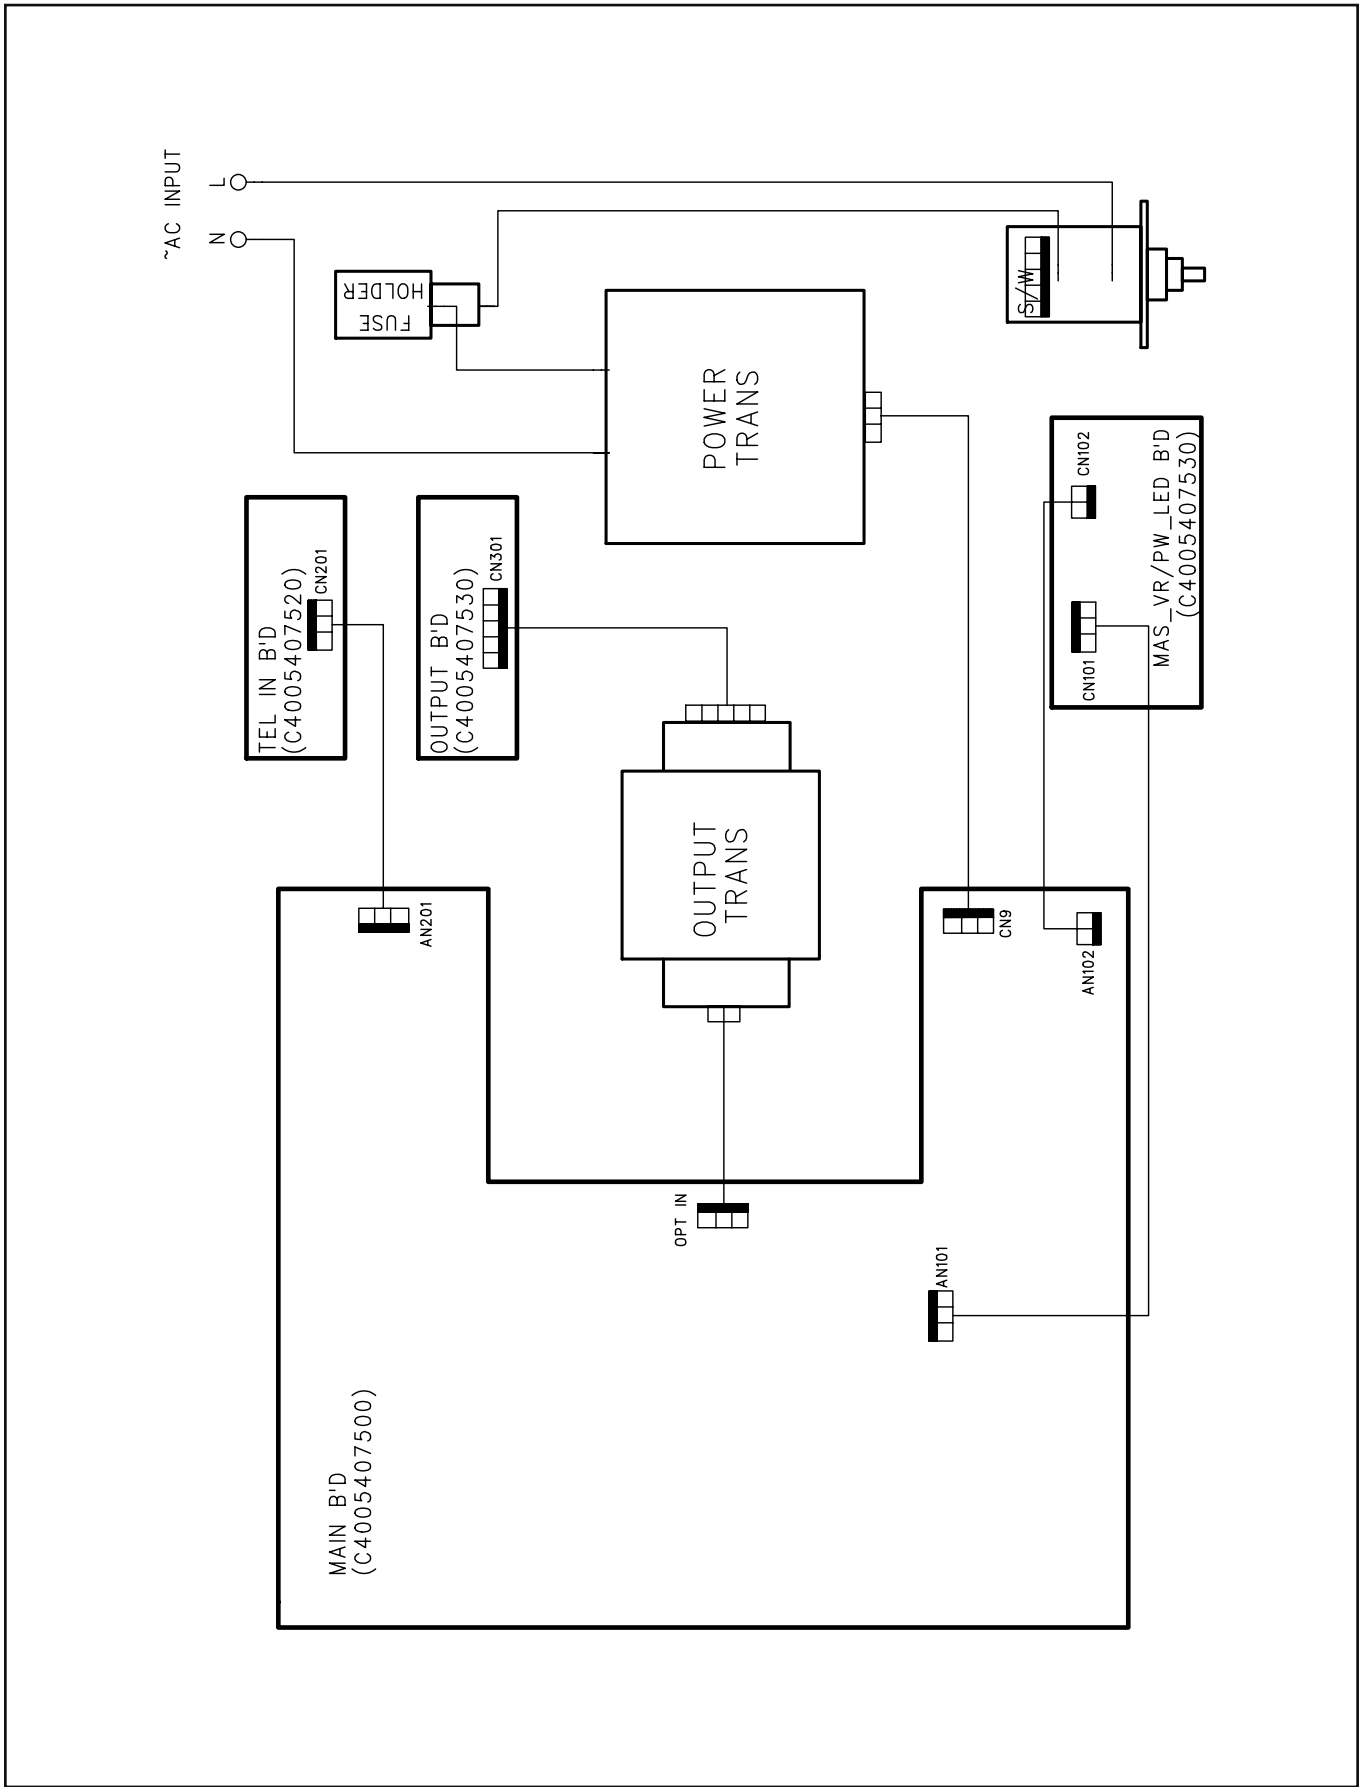 ~AC INPUT
L
N
FUSE
HOLDER
S/W
POWER
TRANS
TEL IN B'D
(C4005407520)
CN201
OUTPUT B'D
(C4005407530)
CN301
CN102
CN101
MAS_VR/PW_LED B'D
(C4005407530)
OUTPUT
TRANS
AN201
CN9
AN102
OPT IN
AN101
MAIN B'D
(C4005407500)